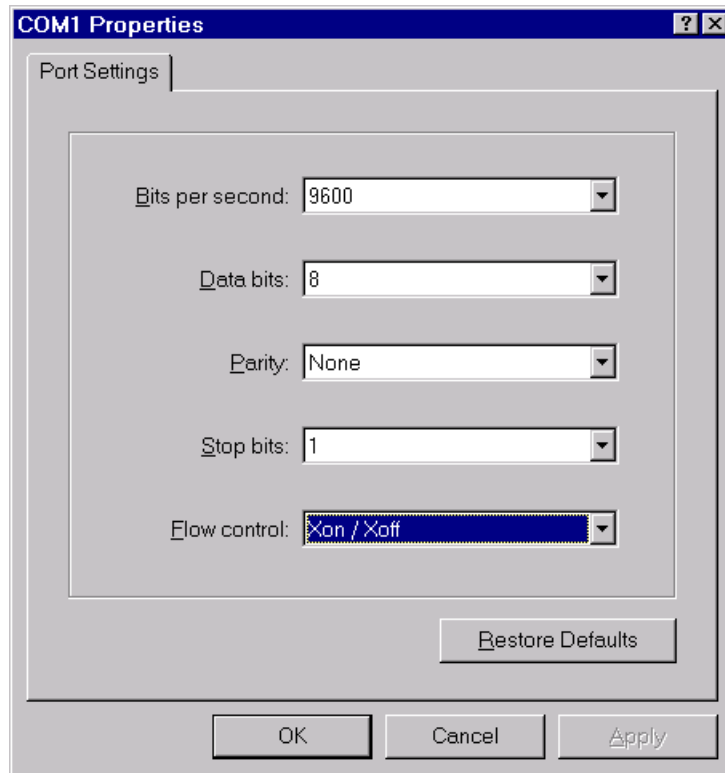 COM1 Properties
Port Settings
Bits per second: 9600
Data bits: 8
Parity: None
Stop bits: 1
Flow control: Xon / Xoff
Restore Defaults
OK Cancel Apply